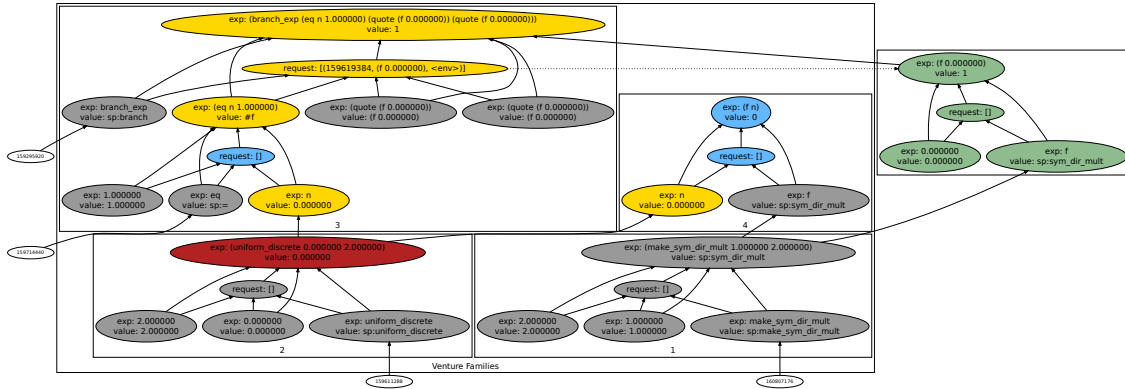 exp: (branch_exp (eq n 1.000000) (quote (f 0.000000)) (quote (f 0.000000)))
value: 1
request: [(159619384, (f 0.000000), <env>)]
exp: (f 0.000000)
value: 1
exp: branch_exp
value: sp:branch
exp: (eq n 1.000000)
value: #f
exp: (quote (f 0.000000))
value: (f 0.000000)
exp: (quote (f 0.000000))
value: (f 0.000000)
exp: (f n)
value: 0
request: []
159295920
request: []
request: []
exp: 0.000000
value: 0.000000
exp: f
value: sp:sym_dir_mult
exp: 1.000000
value: 1.000000
exp: eq
value: sp:=
exp: n
value: 0.000000
exp: n
value: 0.000000
exp: f
value: sp:sym_dir_mult
3
4
159714440
exp: (uniform_discrete 0.000000 2.000000)
value: 0.000000
exp: (make_sym_dir_mult 1.000000 2.000000)
value: sp:sym_dir_mult
request: []
request: []
exp: 2.000000
value: 2.000000
exp: 0.000000
value: 0.000000
exp: uniform_discrete
value: sp:uniform_discrete
exp: 2.000000
value: 2.000000
exp: 1.000000
value: 1.000000
exp: make_sym_dir_mult
value: sp:make_sym_dir_mult
2
1
Venture Families
159611288
160807176